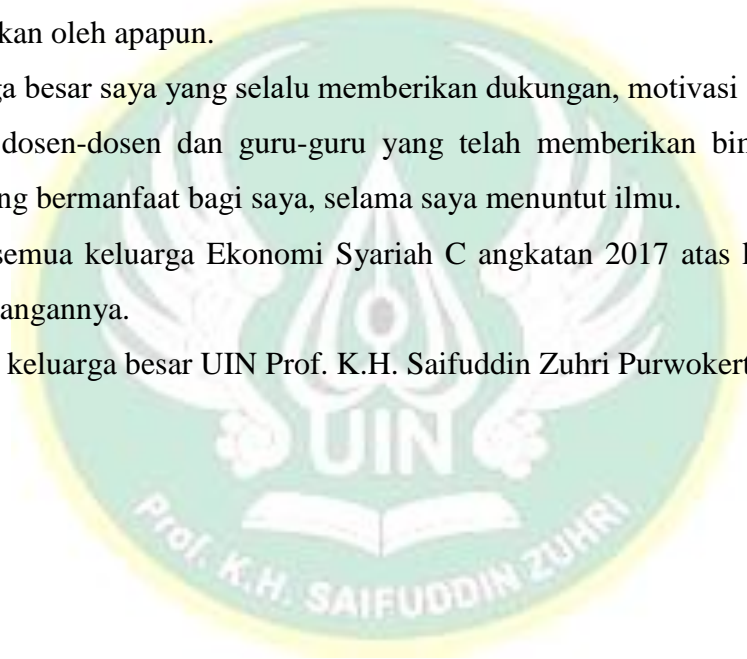 kan oleh apapun.
ga besar saya yang selalu memberikan dukungan, motivasi
dosen-dosen dan guru-guru yang telah memberikan bin
ng bermanfaat bagi saya, selama saya menuntut ilmu.
semua keluarga Ekonomi Syariah C angkatan 2017 atas
angannya.
keluarga besar UIN Prof. K.H. Saifuddin Zuhri Purwokert
UIN
Prof. K.H. SAIFUDDIN ZUHRI